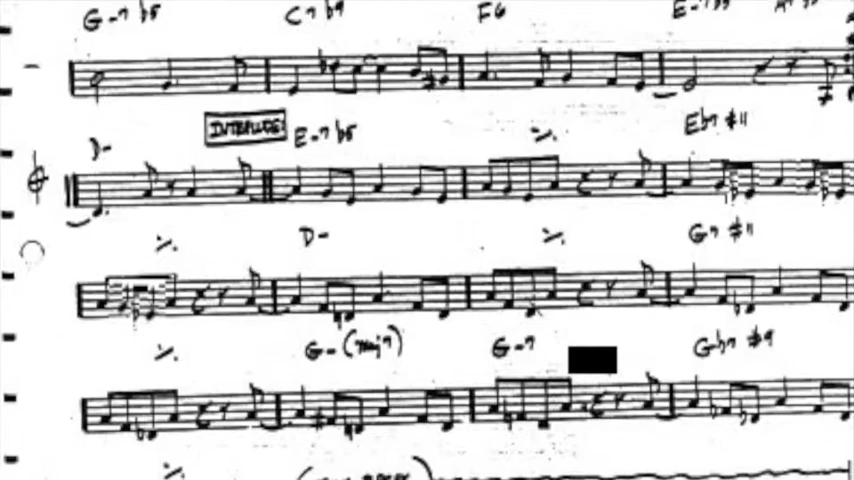 G-7 b5 C7 b9 F6 E-7 b5
D- INTERLUDE E-7 b5 ٪ Eb7 #11
٪ D- ٪ G7 #11
٪ G-(maj7) G-7 Gb7 #9
٪